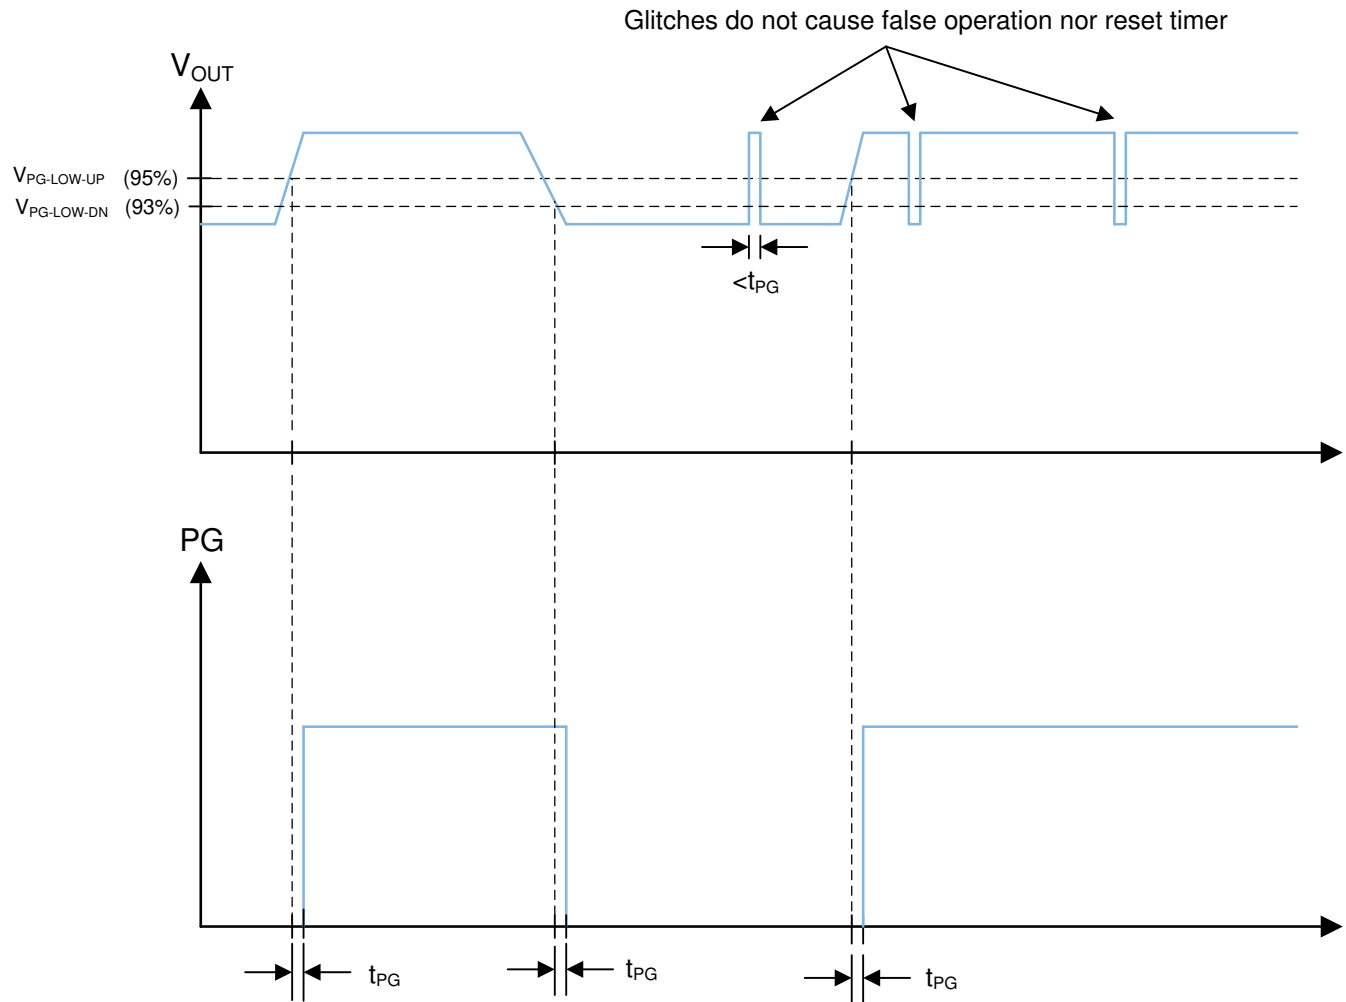 Glitches do not cause false operation nor reset timer
VOUT
VPG-LOW-UP (95%)
VPG-LOW-DN (93%)
<tPG
PG
tPG
tPG
tPG